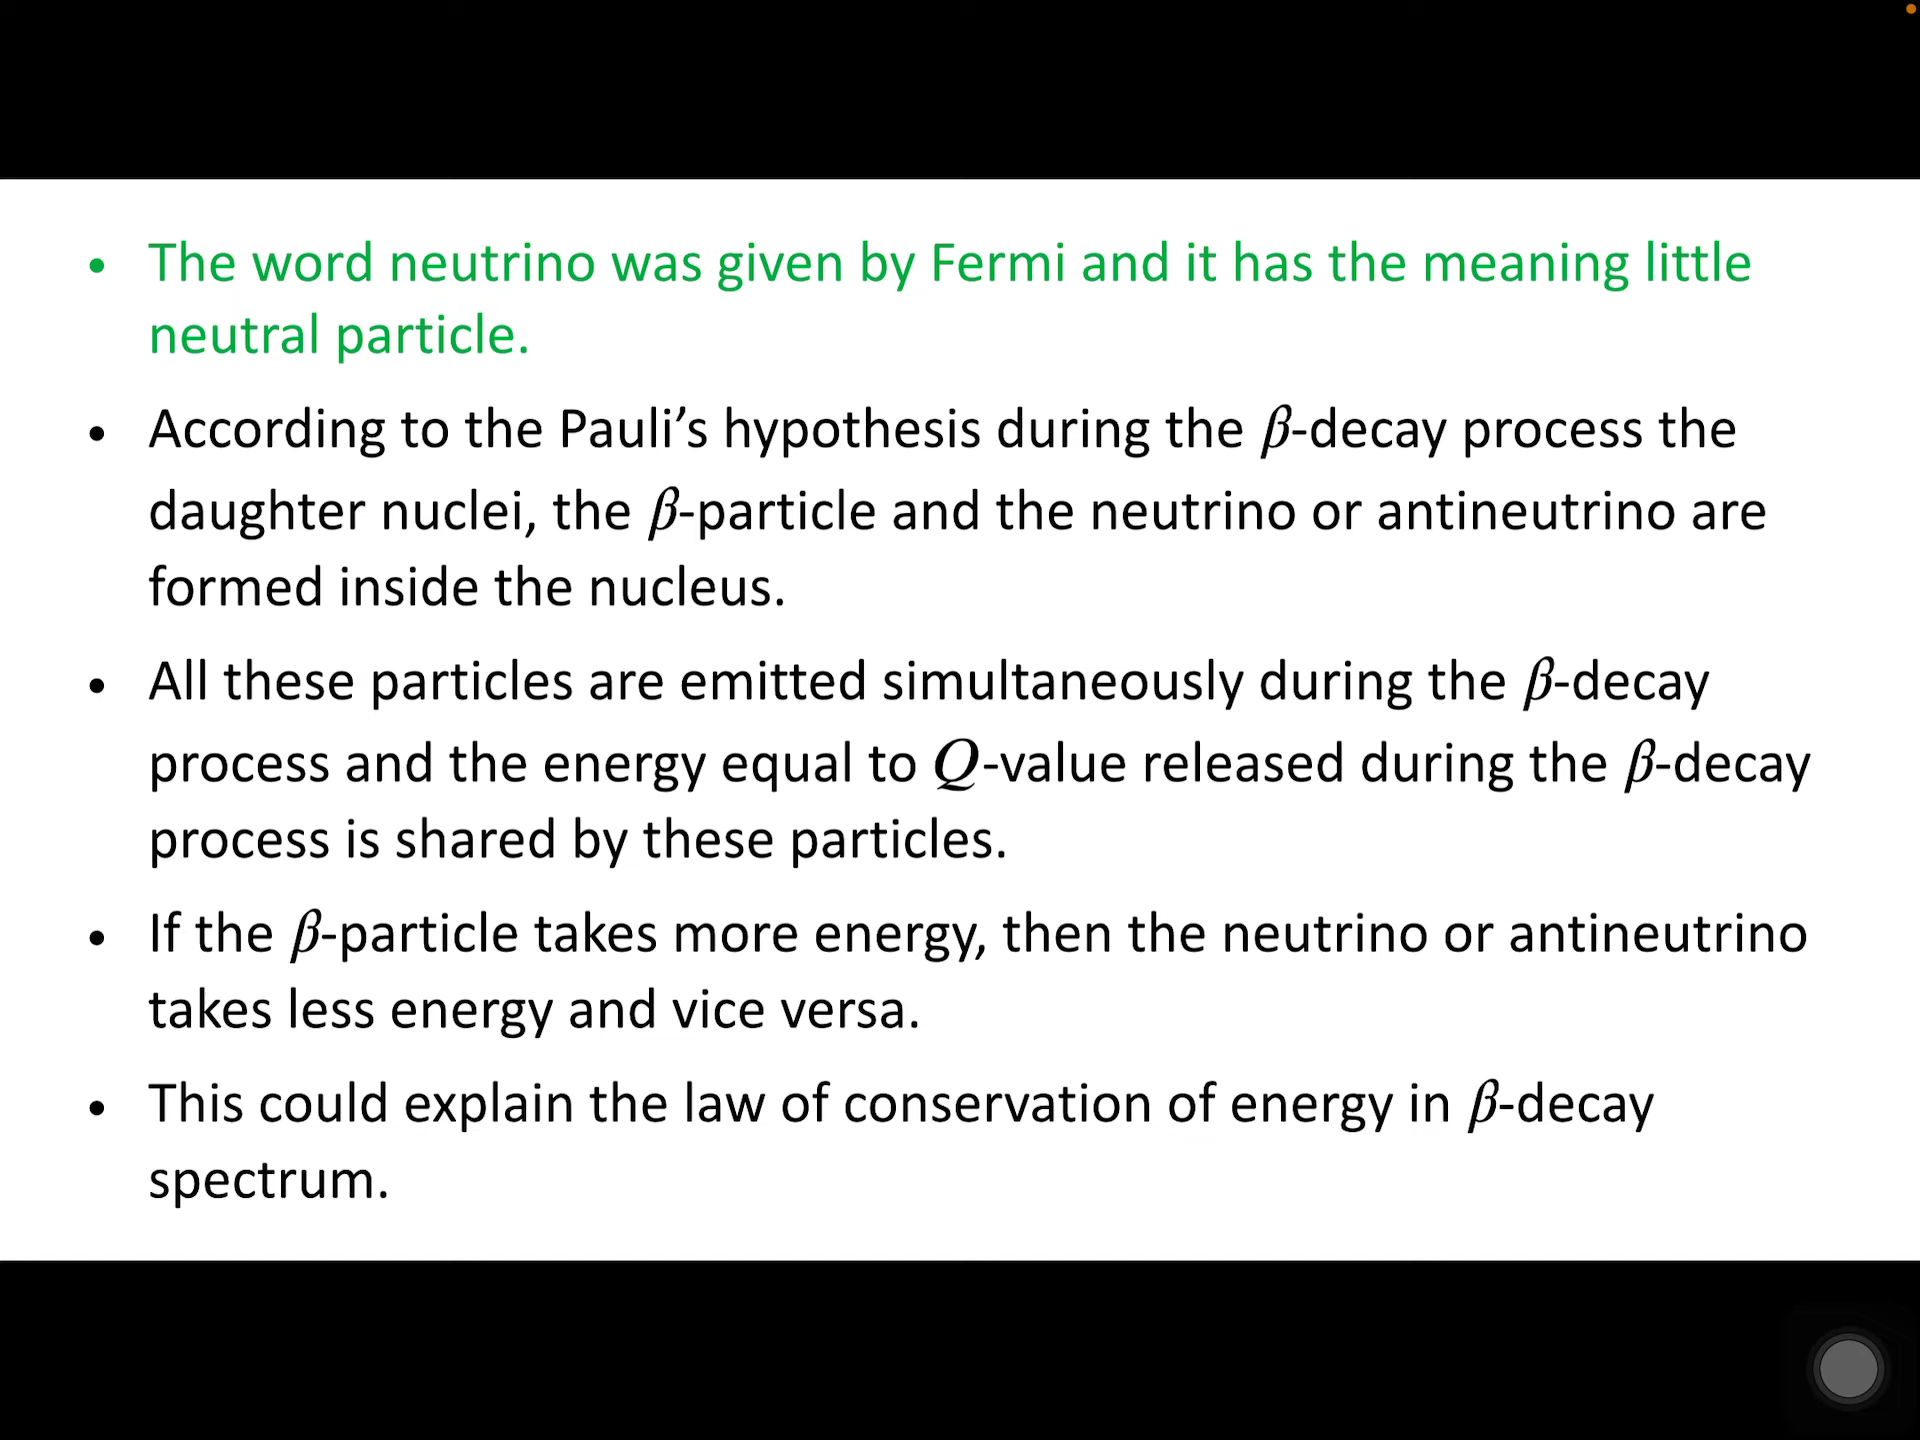 • The word neutrino was given by Fermi and it has the meaning little
neutral particle.
• According to the Pauli’s hypothesis during the β-decay process the
daughter nuclei, the β-particle and the neutrino or antineutrino are
formed inside the nucleus.
• All these particles are emitted simultaneously during the β-decay
process and the energy equal to Q-value released during the β-decay
process is shared by these particles.
• If the β-particle takes more energy, then the neutrino or antineutrino
takes less energy and vice versa.
• This could explain the law of conservation of energy in β-decay
spectrum.